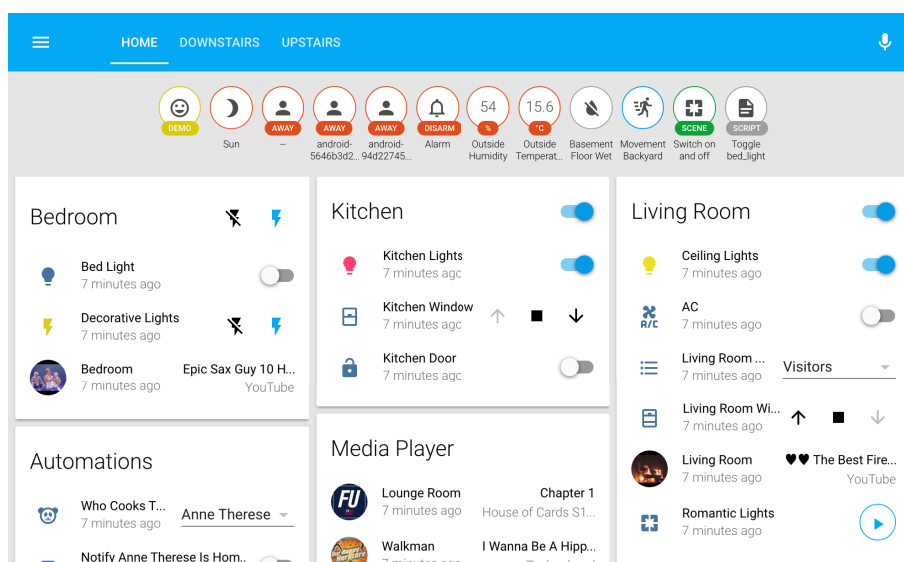 HOME DOWNSTAIRS UPSTAIRS
54 15.6
DEMO AWAY AWAY AWAY DISARM % °C SCENE SCRIPT
Sun -- android- android- Alarm Outside Outside Basement Movement Switch on Toggle
5646b3d2... 94d22745... Humidity Temperat... Floor Wet Backyard and off bed_light
Bedroom
Bed Light
7 minutes ago
Decorative Lights
7 minutes ago
Bedroom Epic Sax Guy 10 H...
7 minutes ago YouTube
Automations
Who Cooks T... Anne Therese
7 minutes ago
Notify Anne Therese Is Hom..
Kitchen
Kitchen Lights
7 minutes ago
Kitchen Window
7 minutes ago
Kitchen Door
7 minutes ago
Media Player
FU
Lounge Room Chapter 1
7 minutes ago House of Cards S1...
Walkman I Wanna Be A Hipp...
7 minutes ago
Living Room
Ceiling Lights
7 minutes ago
A/C
AC
7 minutes ago
Living Room ... Visitors
7 minutes ago
Living Room Wi...
7 minutes ago
Living Room ♥♥ The Best Fire...
7 minutes ago YouTube
Romantic Lights
7 minutes ago